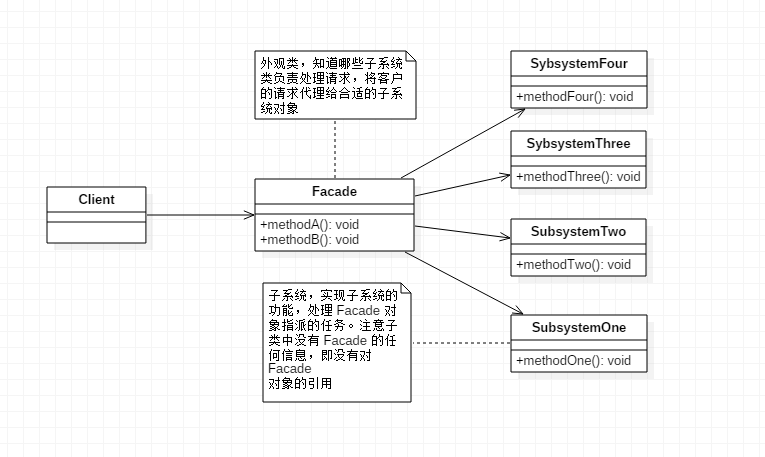 外观类，知道哪些子系统
类负责处理请求，将客户
的请求代理给合适的子系
统对象
SybsystemFour
+methodFour(): void
SybsystemThree
+methodThree(): void
Client
Facade
+methodA(): void
+methodB(): void
SubsystemTwo
+methodTwo(): void
子系统，实现子系统的
功能，处理 Facade 对
象指派的任务。注意子
类中没有 Facade 的任
何信息，即没有对
Facade
对象的引用
SubsystemOne
+methodOne(): void